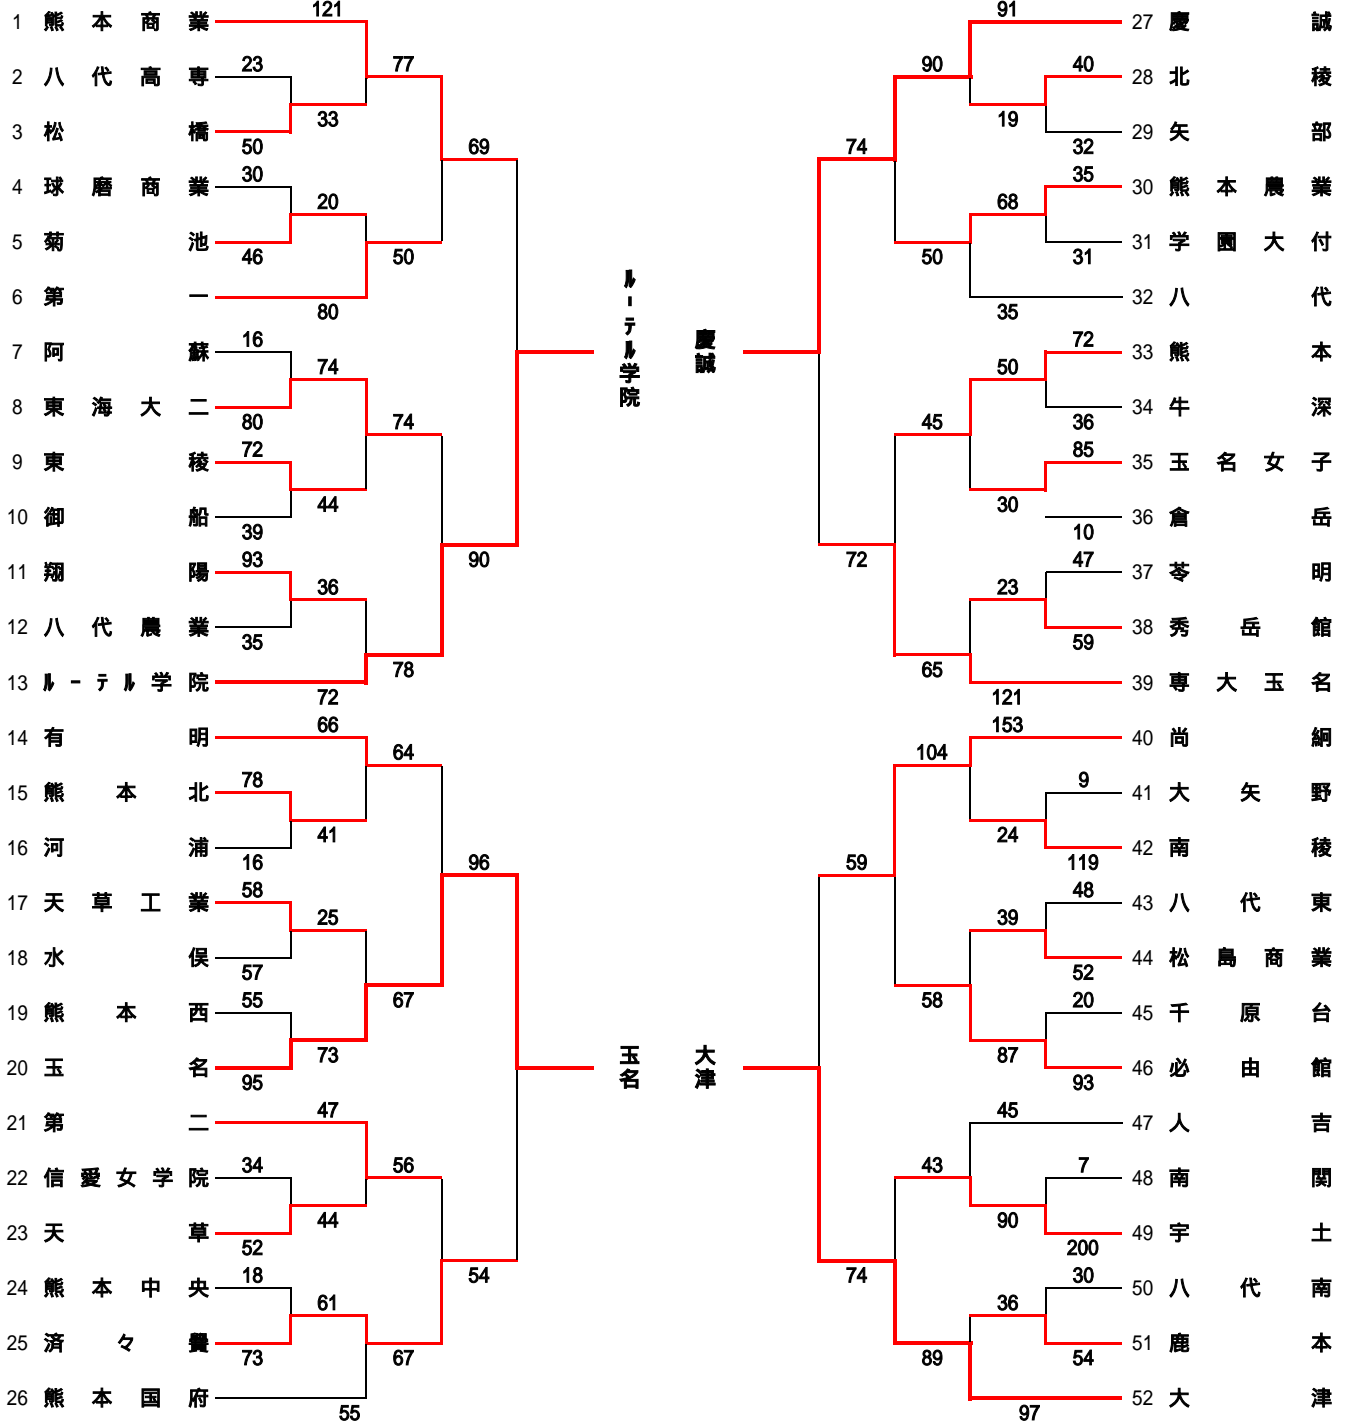 121 91
1 熊本商業 27 慶誠
77 90
2 八代高専 23 40 28 北稜
33 19
3 松橋 50 32 29 矢部
69 74
4 球磨商業 30 35 30 熊本農業
20 68
5 菊池 46 50 50 31 31 学園大付
6 第一 80 35 32 八代
ルーテル学院 慶誠
7 阿蘇 16 72 33 熊本
74 50
8 東海大二 80 36 34 牛深
74 45
9 東稜 72 85 35 玉名女子
44 30
10 御船 39 10 36 倉岳
90 72
11 翔陽 93 47 37 苓明
36 23
12 八代農業 35 59 38 秀岳館
78 65
13 ルーテル学院 72 121 39 専大玉名
14 有明 66 153 40 尚絅
64 104
15 熊本北 78 9 41 大矢野
41 24
16 河浦 16 119 42 南稜
96 59
17 天草工業 58 48 43 八代東
25 39
18 水俣 57 52 44 松島商業
67 58
19 熊本西 55 20 45 千原台
73 87
20 玉名 95 93 46 必由館
玉名 大津
21 第二 47 45 47 人吉
56 43
22 信愛女学院 34 7 48 南関
44 90
23 天草 52 200 49 宇土
54 74
24 熊本中央 18 30 50 八代南
61 36
25 済々黌 73 54 51 鹿本
67 89
26 熊本国府 55 97 52 大津